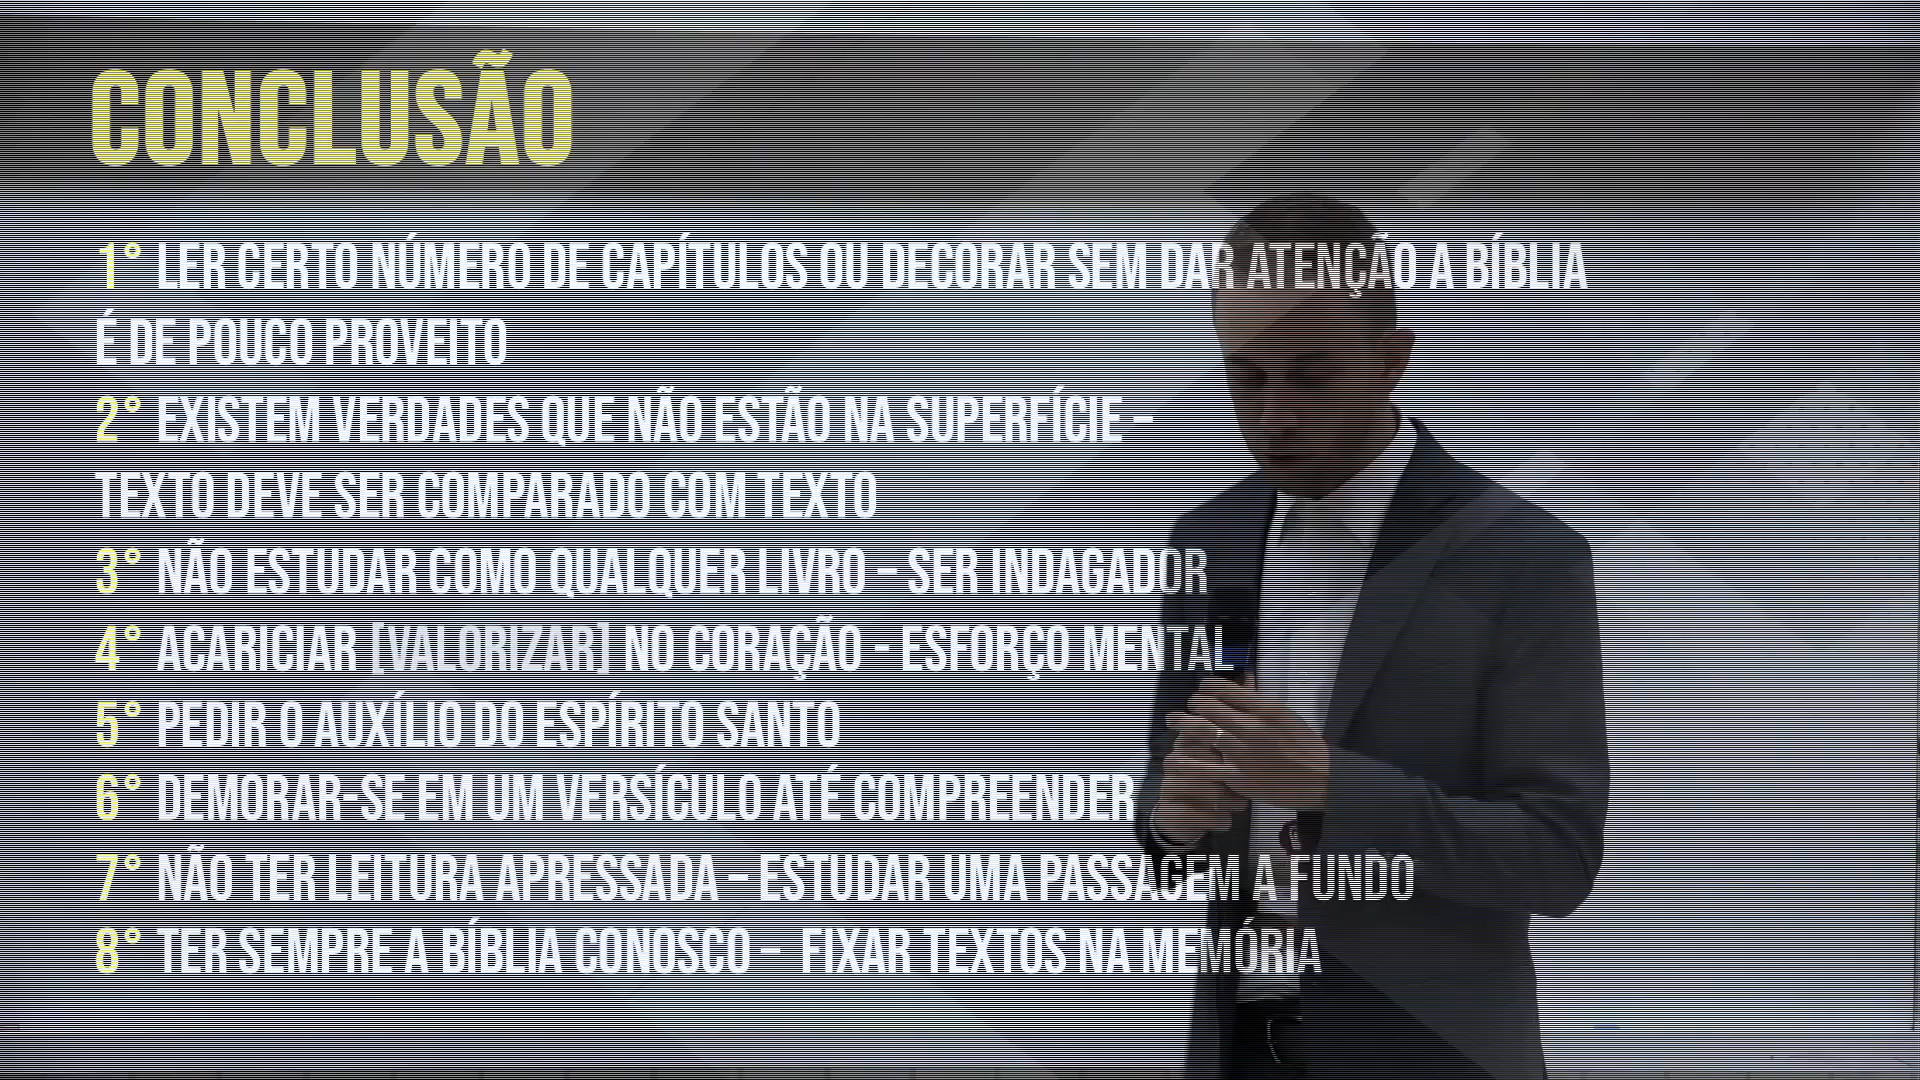 CONCLUSÃO
1° LER CERTO NÚMERO DE CAPÍTULOS OU DECORAR SEM DAR ATENÇÃO A BÍBLIA
É DE POUCO PROVEITO
2° EXISTEM VERDADES QUE NÃO ESTÃO NA SUPERFÍCIE –
TEXTO DEVE SER COMPARADO COM TEXTO
3° NÃO ESTUDAR COMO QUALQUER LIVRO – SER INDAGADOR
4° ACARICIAR [VALORIZAR] NO CORAÇÃO - ESFORÇO MENTAL
5° PEDIR O AUXÍLIO DO ESPÍRITO SANTO
6° DEMORAR-SE EM UM VERSÍCULO ATÉ COMPREENDER
7° NÃO TER LEITURA APRESSADA – ESTUDAR UMA PASSAGEM A FUNDO
8° TER SEMPRE A BÍBLIA CONOSCO – FIXAR TEXTOS NA MEMÓRIA